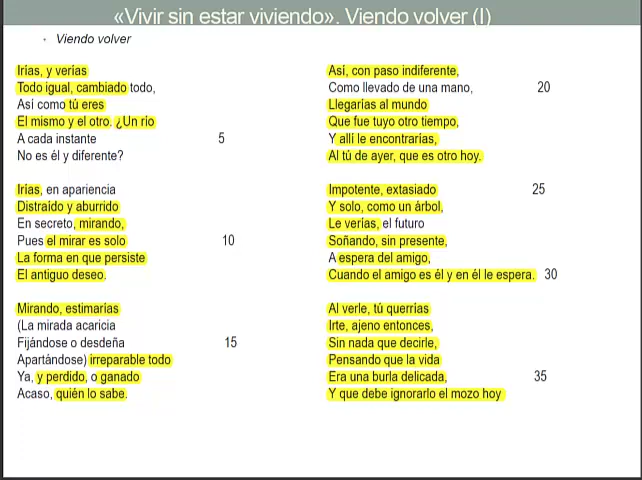 «Vivir sin estar viviendo». Viendo volver (I)
• Viendo volver
Irías, y verías
Todo igual, cambiado todo,
Así como tú eres
El mismo y el otro. ¿Un río
A cada instante 5
No es él y diferente?
Irías, en apariencia
Distraído y aburrido
En secreto, mirando,
Pues el mirar es solo 10
La forma en que persiste
El antiguo deseo.
Mirando, estimarías
(La mirada acaricia
Fijándose o desdeña 15
Apartándose) irreparable todo
Ya, y perdido, o ganado
Acaso, quién lo sabe.
Así, con paso indiferente,
Como llevado de una mano, 20
Llegarías al mundo
Que fue tuyo otro tiempo,
Y allí le encontrarías,
Al tú de ayer, que es otro hoy.
Impotente, extasiado 25
Y solo, como un árbol,
Le verías, el futuro
Soñando, sin presente,
A espera del amigo,
Cuando el amigo es él y en él le espera. 30
Al verle, tú querrías
Irte, ajeno entonces,
Sin nada que decirle,
Pensando que la vida
Era una burla delicada, 35
Y que debe ignorarlo el mozo hoy